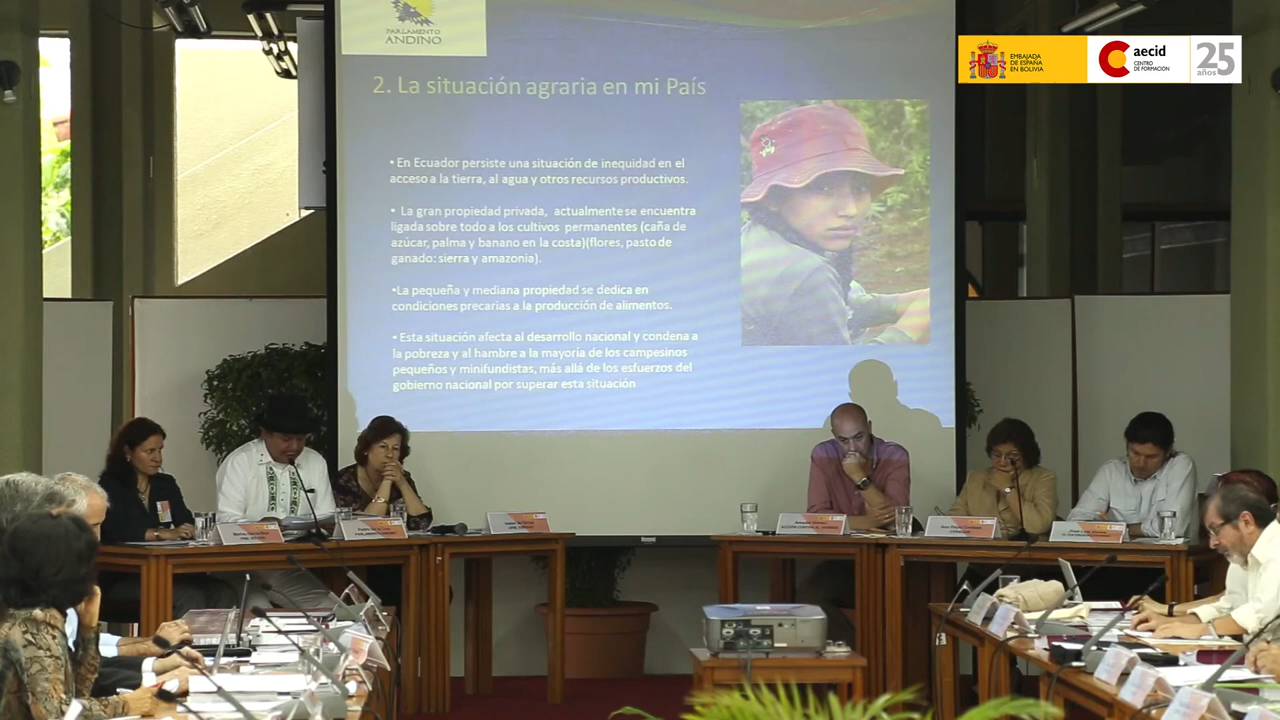 PARLAMENTO
ANDINO
EMBAJADA
DE ESPAÑA
EN BOLIVIA
aecid
CENTRO
DE FORMACIÓN
25
años
2. La situación agraria en mi País
• En Ecuador persiste una situación de inequidad en el
acceso a la tierra, al agua y otros recursos productivos.
• La gran propiedad privada, actualmente se encuentra
ligada sobre todo a los cultivos permanentes (caña de
azúcar, palma y banano en la costa)(flores, pasto de
ganado: sierra y amazonia).
•La pequeña y mediana propiedad se dedica en
condiciones precarias a la producción de alimentos.
• Esta situación afecta al desarrollo nacional y condena a
la pobreza y al hambre a la mayoría de los campesinos
pequeños y minifundistas, más allá de los esfuerzos del
gobierno nacional por superar esta situación